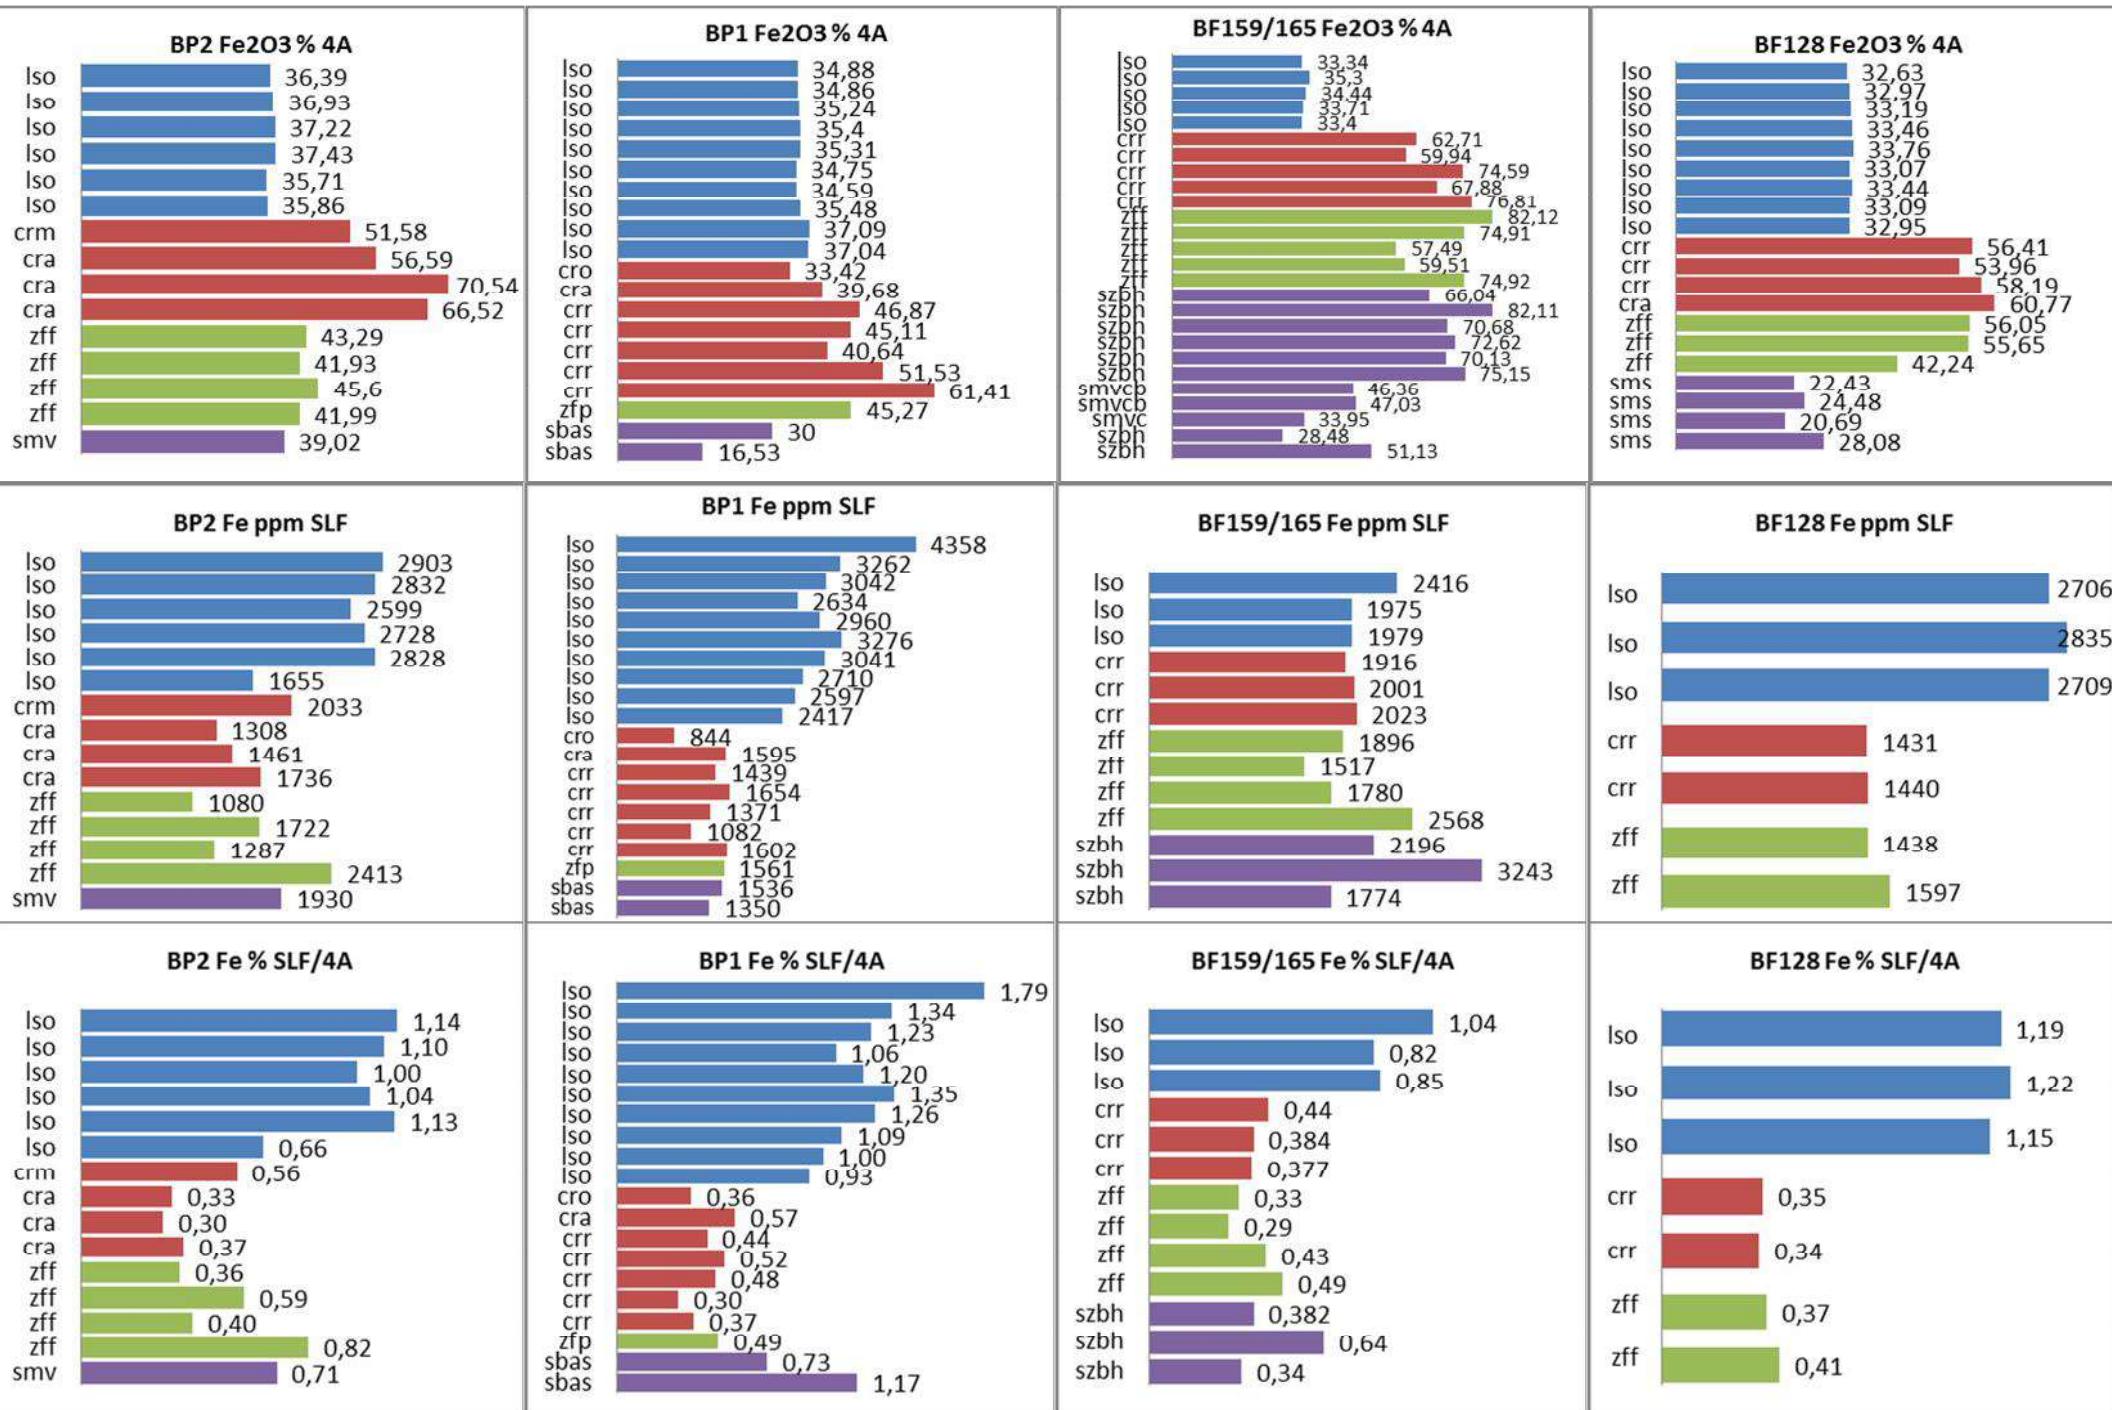 BP2 Fe2O3 % 4A
lso 36,39
lso 36,93
lso 37,22
lso 37,43
lso 35,71
lso 35,86
crm 51,58
cra 56,59
cra 70,54
cra 66,52
zff 43,29
zff 41,93
zff 45,6
zff 41,99
smv 39,02
BP1 Fe2O3 % 4A
lso 34,88
lso 34,86
lso 35,24
lso 35,4
lso 35,31
lso 34,75
lso 34,59
lso 35,48
lso 37,09
lso 37,04
cro 33,42
cra 39,68
crr 46,87
crr 45,11
crr 40,64
crr 51,53
crr 61,41
zfp 45,27
sbas 30
sbas 16,53
BF159/165 Fe2O3 % 4A
lso 33,34
lso 35,3
lso 34,44
lso 33,71
lso 33,4
crr 62,71
crr 59,94
crr 74,59
crr 67,88
crr 76,81
zff 82,12
zff 74,91
zff 57,49
zff 59,51
zff 74,92
szbh 66,04
szbh 82,11
szbh 70,68
szbh 72,62
szbh 70,13
szbh 75,15
smvcb 46,36
smvcb 47,03
smvc 33,95
szbh 28,48
szbh 51,13
BF128 Fe2O3 % 4A
lso 32,63
lso 32,97
lso 33,19
lso 33,46
lso 33,76
lso 33,07
lso 33,44
lso 33,09
lso 32,95
crr 56,41
crr 53,96
crr 58,19
cra 60,77
zff 56,05
zff 55,65
zff 42,24
sms 22,43
sms 24,48
sms 20,69
sms 28,08
BP2 Fe ppm SLF
lso 2903
lso 2832
lso 2599
lso 2728
lso 2828
lso 1655
crm 2033
cra 1308
cra 1461
cra 1736
zff 1080
zff 1722
zff 1287
zff 2413
smv 1930
BP1 Fe ppm SLF
lso 4358
lso 3262
lso 3042
lso 2634
lso 2960
lso 3276
lso 3041
lso 2710
lso 2597
lso 2417
cro 844
cra 1595
crr 1439
crr 1654
crr 1371
crr 1082
crr 1602
zfp 1561
sbas 1536
sbas 1350
BF159/165 Fe ppm SLF
lso 2416
lso 1975
lso 1979
crr 1916
crr 2001
crr 2023
zff 1896
zff 1517
zff 1780
zff 2568
szbh 2196
szbh 3243
szbh 1774
BF128 Fe ppm SLF
lso 2706
lso 2835
lso 2709
crr 1431
crr 1440
zff 1438
zff 1597
BP2 Fe % SLF/4A
lso 1,14
lso 1,10
lso 1,00
lso 1,04
lso 1,13
lso 0,66
crm 0,56
cra 0,33
cra 0,30
cra 0,37
zff 0,36
zff 0,59
zff 0,40
zff 0,82
smv 0,71
BP1 Fe % SLF/4A
lso 1,79
lso 1,34
lso 1,23
lso 1,06
lso 1,20
lso 1,35
lso 1,26
lso 1,09
lso 1,00
lso 0,93
cro 0,36
cra 0,57
crr 0,44
crr 0,52
crr 0,48
crr 0,30
crr 0,37
zfp 0,49
sbas 0,73
sbas 1,17
BF159/165 Fe % SLF/4A
lso 1,04
lso 0,82
lso 0,85
crr 0,44
crr 0,384
crr 0,377
zff 0,33
zff 0,29
zff 0,43
zff 0,49
szbh 0,382
szbh 0,64
szbh 0,34
BF128 Fe % SLF/4A
lso 1,19
lso 1,22
lso 1,15
crr 0,35
crr 0,34
zff 0,37
zff 0,41